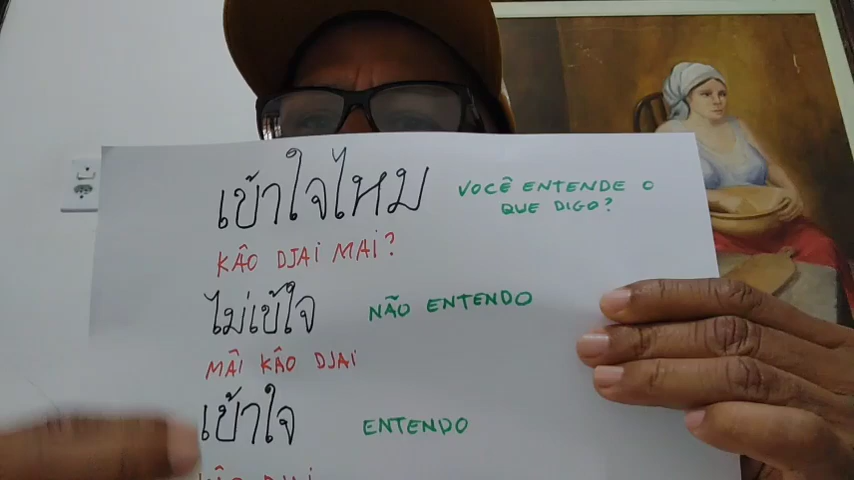 เข้าใจไหม
VOCÊ ENTENDE O
QUE DIGO?
KÂO DJAI MAI?
ไม่เข้ใจ
NÃO ENTENDO
MÂI KÂO DJAI
เข้าใจ
ENTENDO